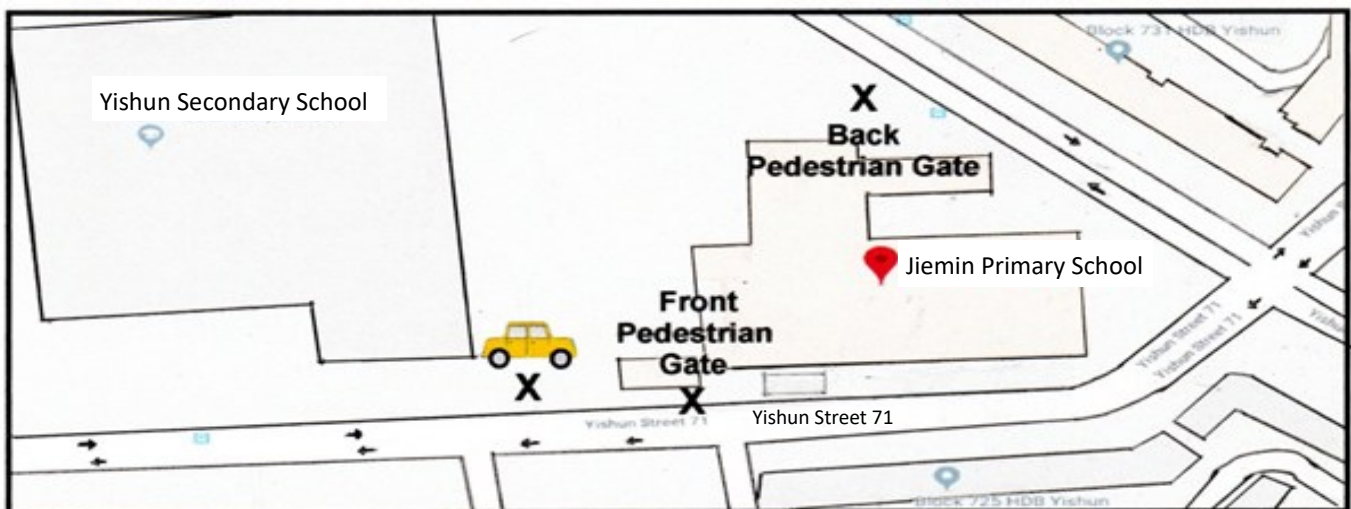 Block 731 HDB Yishun
Yishun Secondary School
X
Back
Pedestrian Gate
Jiemin Primary School
Front
Pedestrian
Gate
X
X
Yishun Street 71
Yishun Street 71
Yishun Street 71
Yishun Street 71
Block 725 HDB Yishun